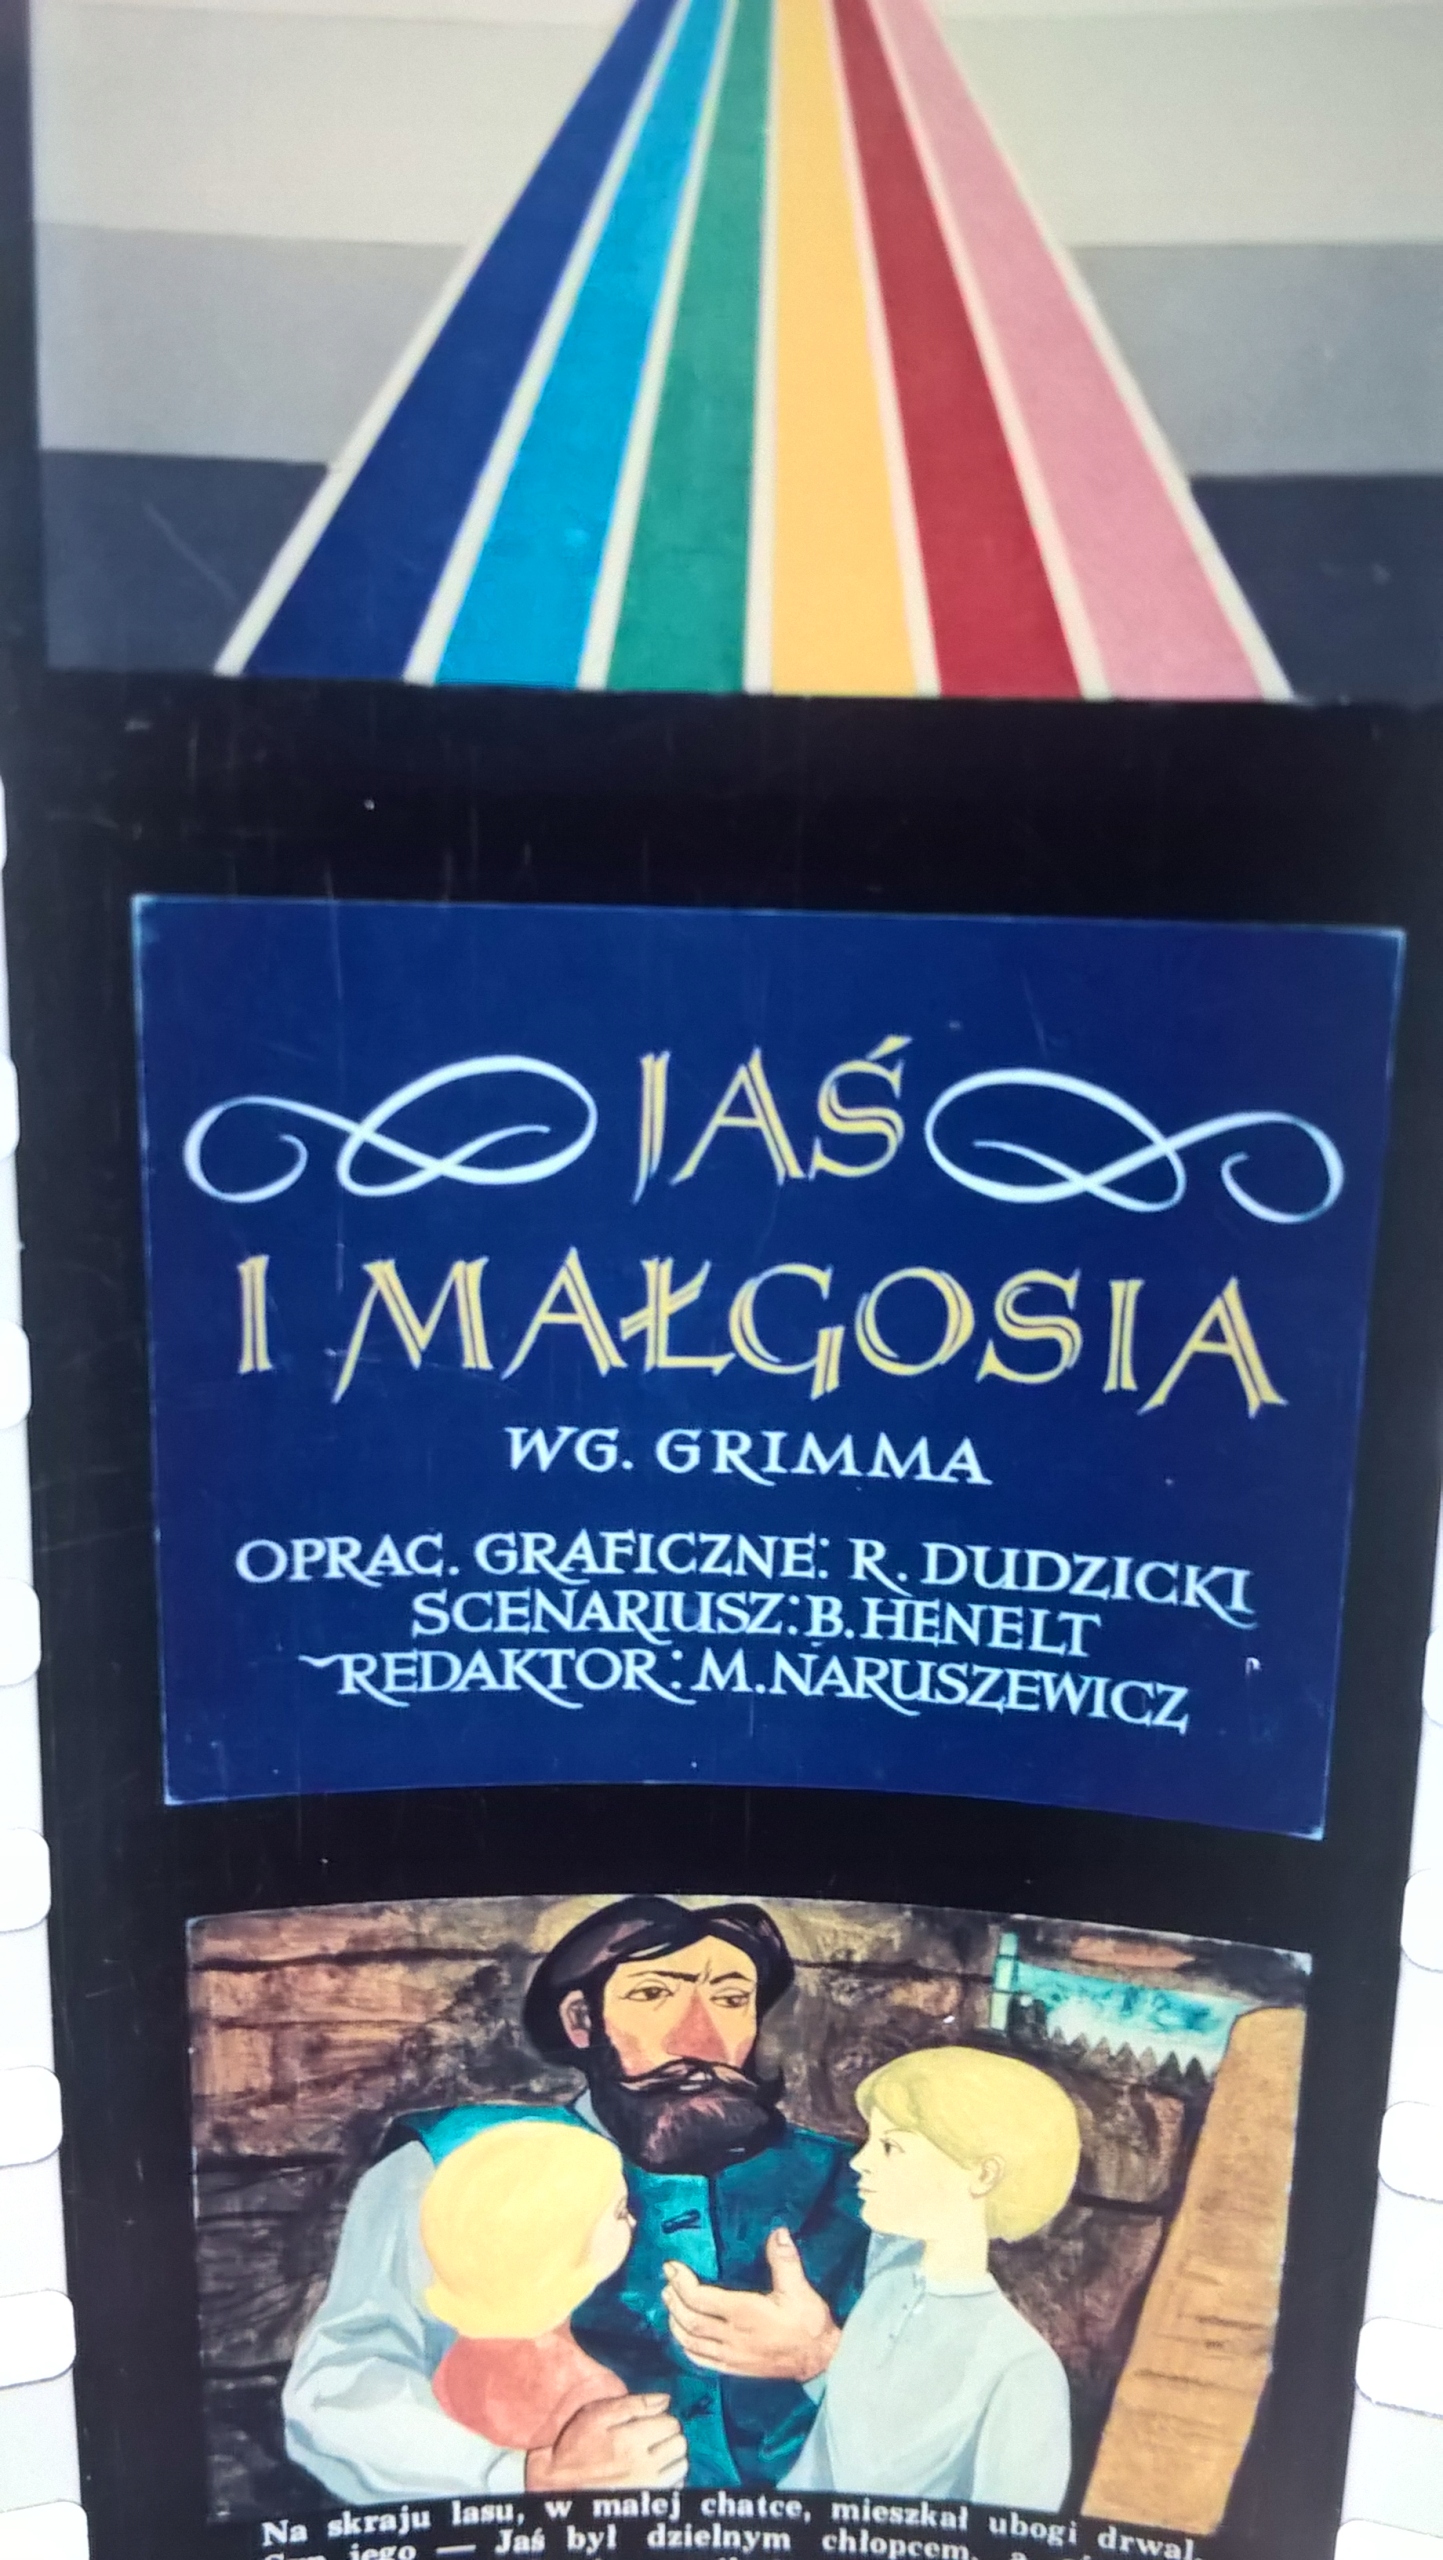 JAŚ
I MAŁGOSIA
WG. GRIMMA
OPRAC. GRAFICZNE: R. DUDZICKI
SCENARIUSZ: B. HENELT
REDAKTOR: M. NARUSZEWICZ
Na skraju lasu, w małej chatce, mieszkał ubogi drwal.
jego — Jaś był dzielnym chłopcem, a